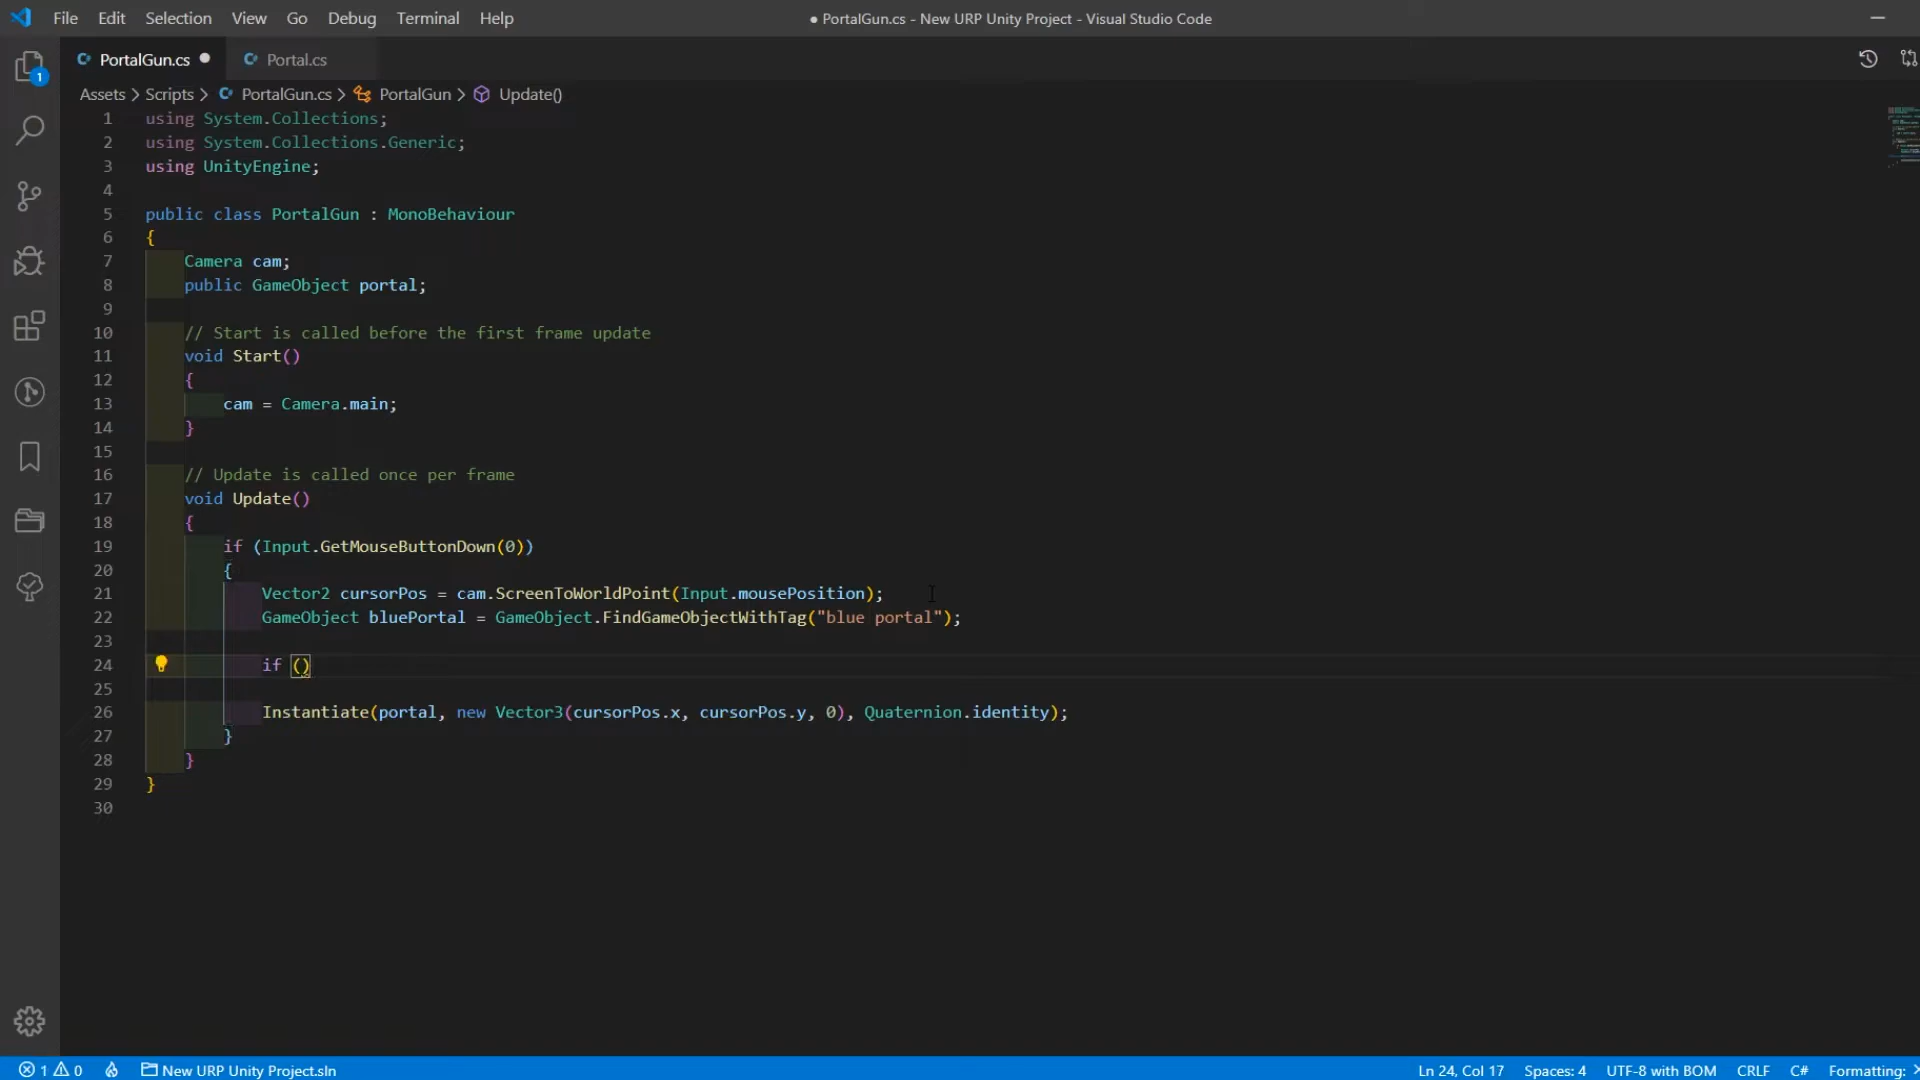 File Edit Selection View Go Debug Terminal Help
● PortalGun.cs - New URP Unity Project - Visual Studio Code
PortalGun.cs ● Portal.cs
1
Assets > Scripts > PortalGun.cs > PortalGun > Update()
1 using System.Collections;
2 using System.Collections.Generic;
3 using UnityEngine;
4
5 public class PortalGun : MonoBehaviour
6 {
7 Camera cam;
8 public GameObject portal;
9
10 // Start is called before the first frame update
11 void Start()
12 {
13 cam = Camera.main;
14 }
15
16 // Update is called once per frame
17 void Update()
18 {
19 if (Input.GetMouseButtonDown(0))
20 {
21 Vector2 cursorPos = cam.ScreenToWorldPoint(Input.mousePosition);
22 GameObject bluePortal = GameObject.FindGameObjectWithTag("blue portal");
23
24 if ()
25
26 Instantiate(portal, new Vector3(cursorPos.x, cursorPos.y, 0), Quaternion.identity);
27 }
28 }
29 }
30
1 0 New URP Unity Project.sln Ln 24, Col 17 Spaces: 4 UTF-8 with BOM CRLF C# Formatting: